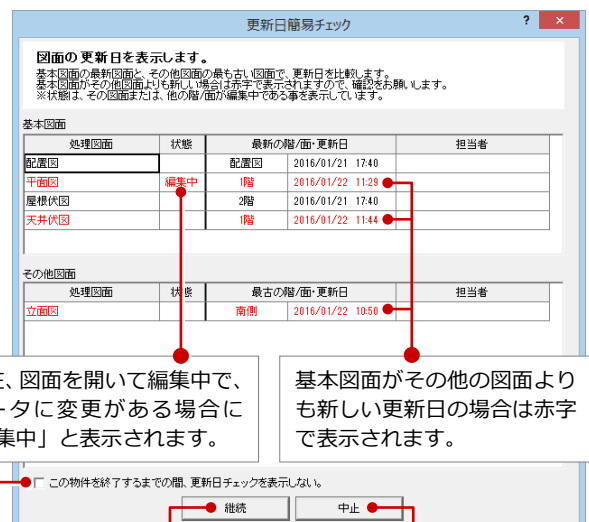 更新日簡易チェック
?
×
図面の更新日を表示します。
基本図面の最新図面と、その他図面の最も古い図面で、更新日を比較します。
基本図面がその他図面よりも新しい場合は赤字で表示されますので、確認をお願いします。
※状態は、その図面または、他の階/面が編集中である事を表示しています。
基本図面
処理図面 状態 最新の階/面・更新日 担当者
配置図 配置図 2016/01/21 17:40
平面図 編集中 1階 2016/01/22 11:29
屋根伏図 2階 2016/01/21 17:40
天井伏図 1階 2016/01/22 11:44
その他図面
処理図面 状態 最古の階/面・更新日 担当者
立面図 南側 2016/01/22 10:50
、図面を開いて編集中で、
ータに変更がある場合に
集中」と表示されます。
基本図面がその他の図面より
も新しい更新日の場合は赤字
で表示されます。
この物件を終了するまでの間、更新日チェックを表示しない。
継続 中止